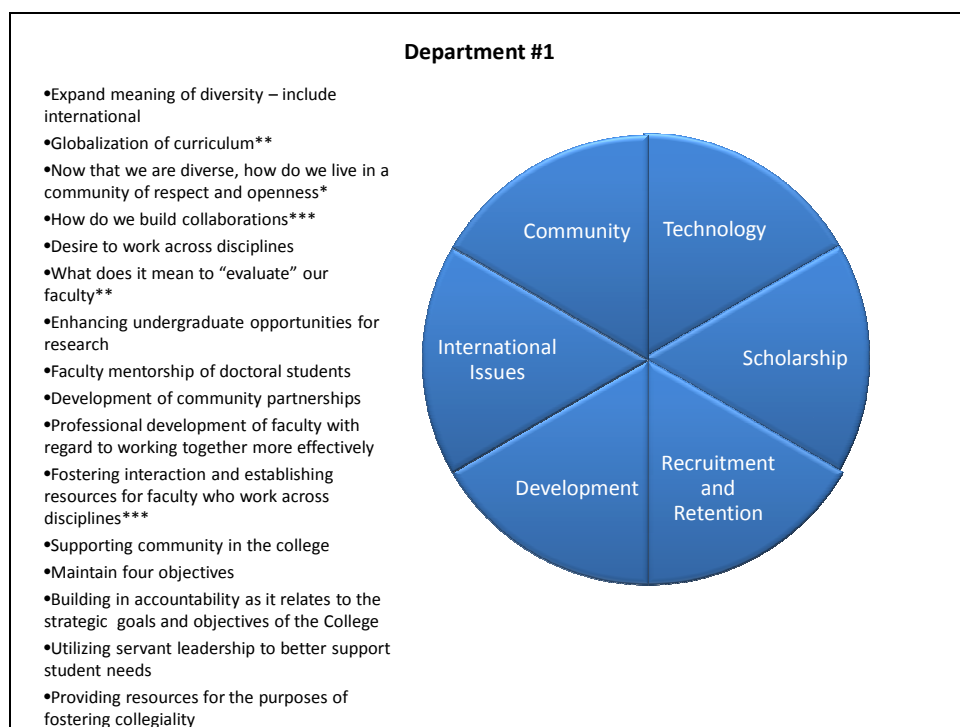 Department #1
•Expand meaning of diversity – include
international
•Globalization of curriculum**
•Now that we are diverse, how do we live in a
community of respect and openness*
•How do we build collaborations***
•Desire to work across disciplines
•What does it mean to “evaluate” our
faculty**
•Enhancing undergraduate opportunities for
research
•Faculty mentorship of doctoral students
•Development of community partnerships
•Professional development of faculty with
regard to working together more effectively
•Fostering interaction and establishing
resources for faculty who work across
disciplines***
•Supporting community in the college
•Maintain four objectives
•Building in accountability as it relates to the
strategic goals and objectives of the College
•Utilizing servant leadership to better support
student needs
•Providing resources for the purposes of
fostering collegiality
Community
Technology
International
Issues
Scholarship
Development
Recruitment
and
Retention